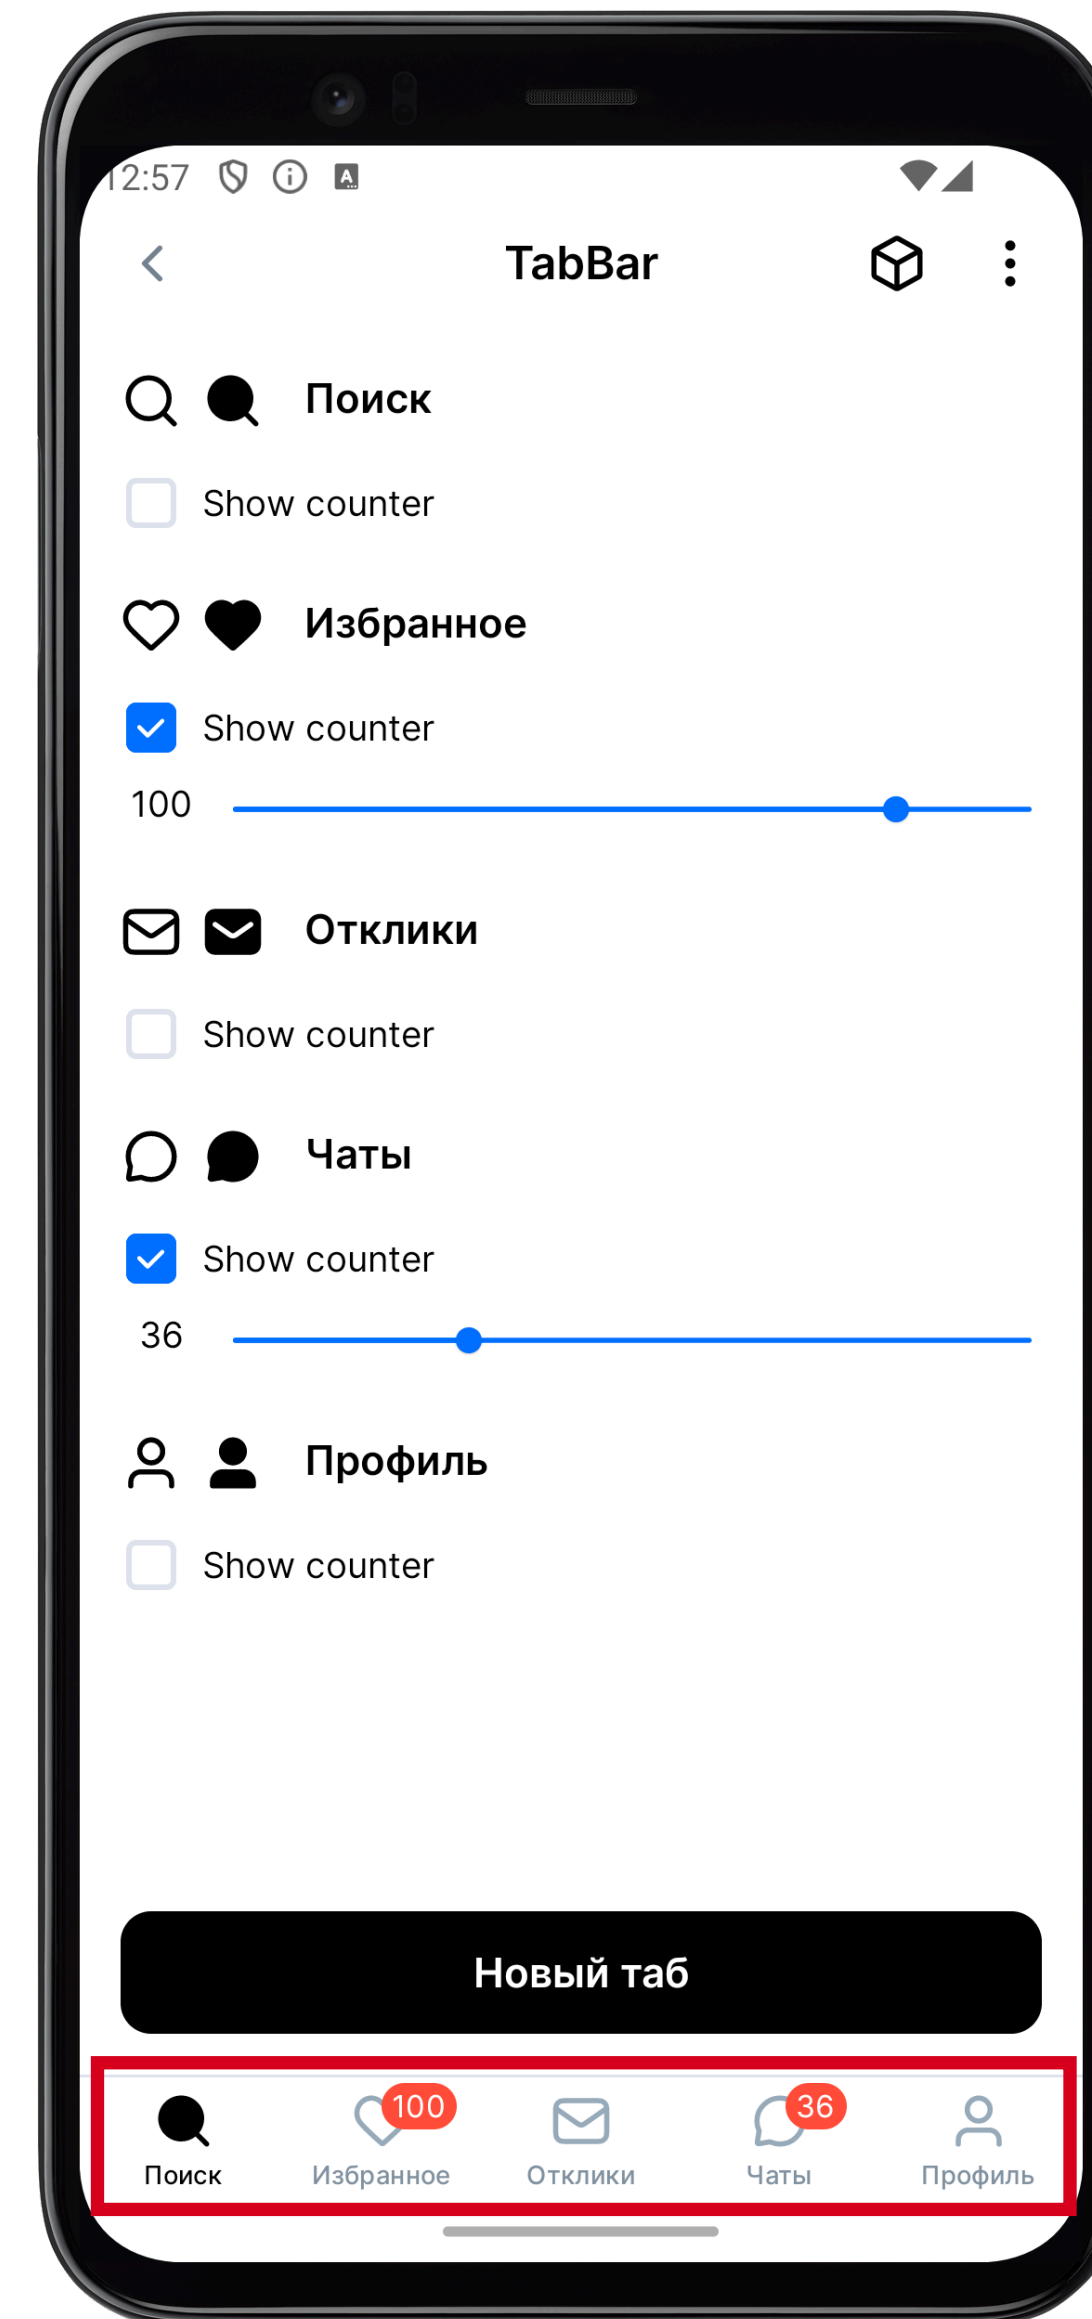 12:57
TabBar
Поиск
Show counter
Избранное
Show counter
100
Отклики
Show counter
Чаты
Show counter
36
Профиль
Show counter
Новый таб
100
36
Поиск Избранное Отклики Чаты Профиль